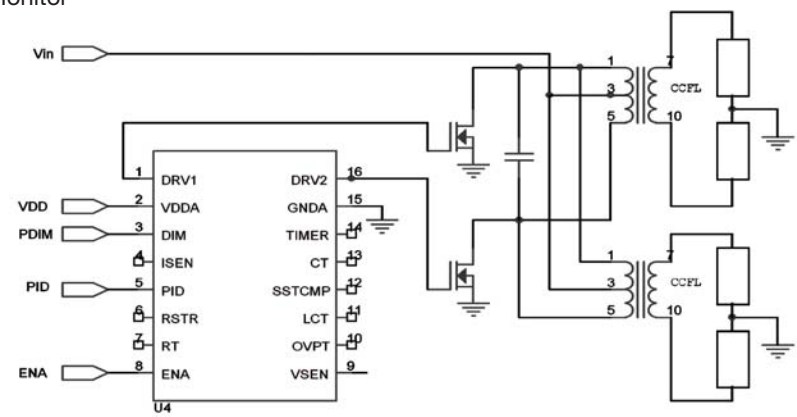 onitor
Vin
1 7
3 CCFL
5 10
1 DRV1 DRV2 16
VDD 2 VDDA GNDA 15
PDIM 3 DIM TIMER 14
4 ISEN CT 13
PID 5 PID SSTCMP 12
6 RSTR LCT 11
7 RT OVPT 10
ENA 8 ENA VSEN 9
U4
1 7
3 CCFL
5 10